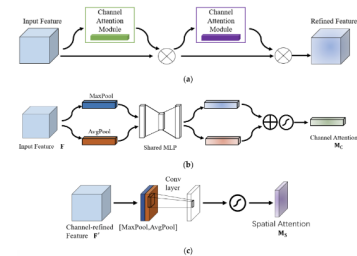 Input Feature
Channel
Attention
Module
Channel
Attention
Module
Refined Feature
(a)
MaxPool
AvgPool
Input Feature F
Shared MLP
Channel Attention
M_C
(b)
Conv
layer
Channel-refined
Feature F'
[MaxPool,AvgPool]
Spatial Attention
M_S
(c)